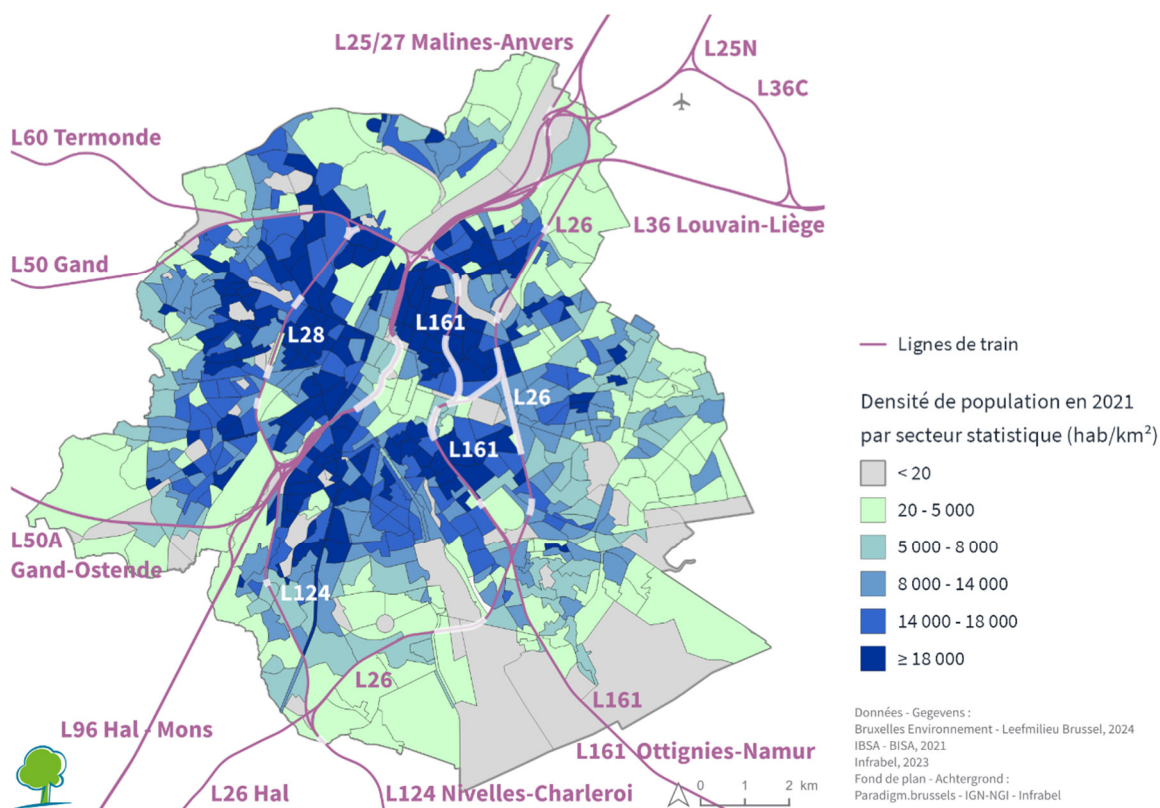 L25/27 Malines-Anvers
L25N
L36C
L60 Termonde
L26
L36 Louvain-Liège
L50 Gand
L28
L161
L26
L161
L50A
Gand-Ostende
L124
L26
L161
L96 Hal - Mons
L161 Ottignies-Namur
L26 Hal
L124 Nivelles-Charleroi
0 1 2 km
Lignes de train
Densité de population en 2021
par secteur statistique (hab/km²)
< 20
20 - 5 000
5 000 - 8 000
8 000 - 14 000
14 000 - 18 000
≥ 18 000
Données - Gegevens :
Bruxelles Environnement - Leefmilieu Brussel, 2024
IBSA - BISA, 2021
Infrabel, 2023
Fond de plan - Achtergrond :
Paradigm.brussels - IGN-NGI - Infrabel